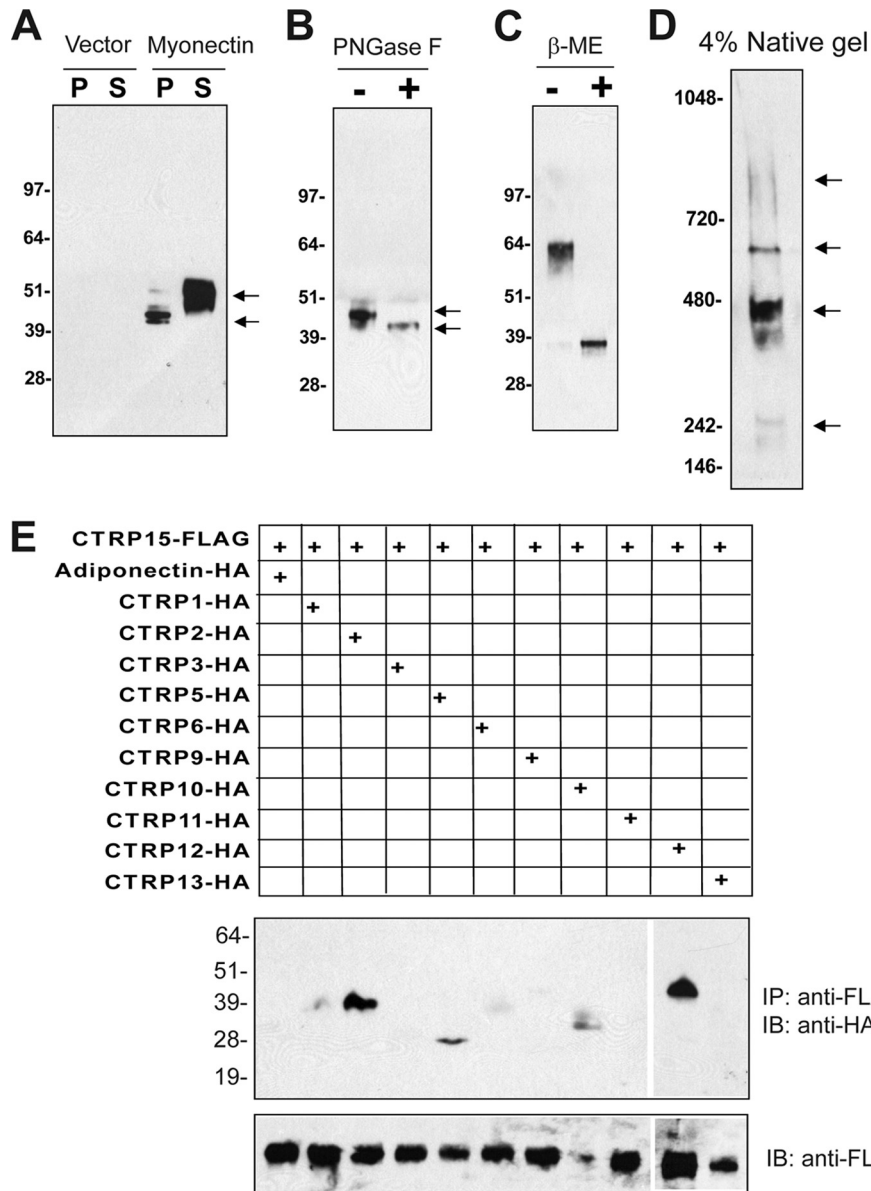 A
Vector Myonectin
P S P S
97-
64-
51-
39-
28-
B
PNGase F
- +
97-
64-
51-
39-
28-
C
β-ME
- +
97-
64-
51-
39-
28-
D
4% Native gel
1048-
720-
480-
242-
146-
E
CTRP15-FLAG + + + + + + + + + + +
Adiponectin-HA +
CTRP1-HA +
CTRP2-HA +
CTRP3-HA +
CTRP5-HA +
CTRP6-HA +
CTRP9-HA +
CTRP10-HA +
CTRP11-HA +
CTRP12-HA +
CTRP13-HA +
64-
51-
39-
28-
19-
IP: anti-FL
IB: anti-HA
IB: anti-FL